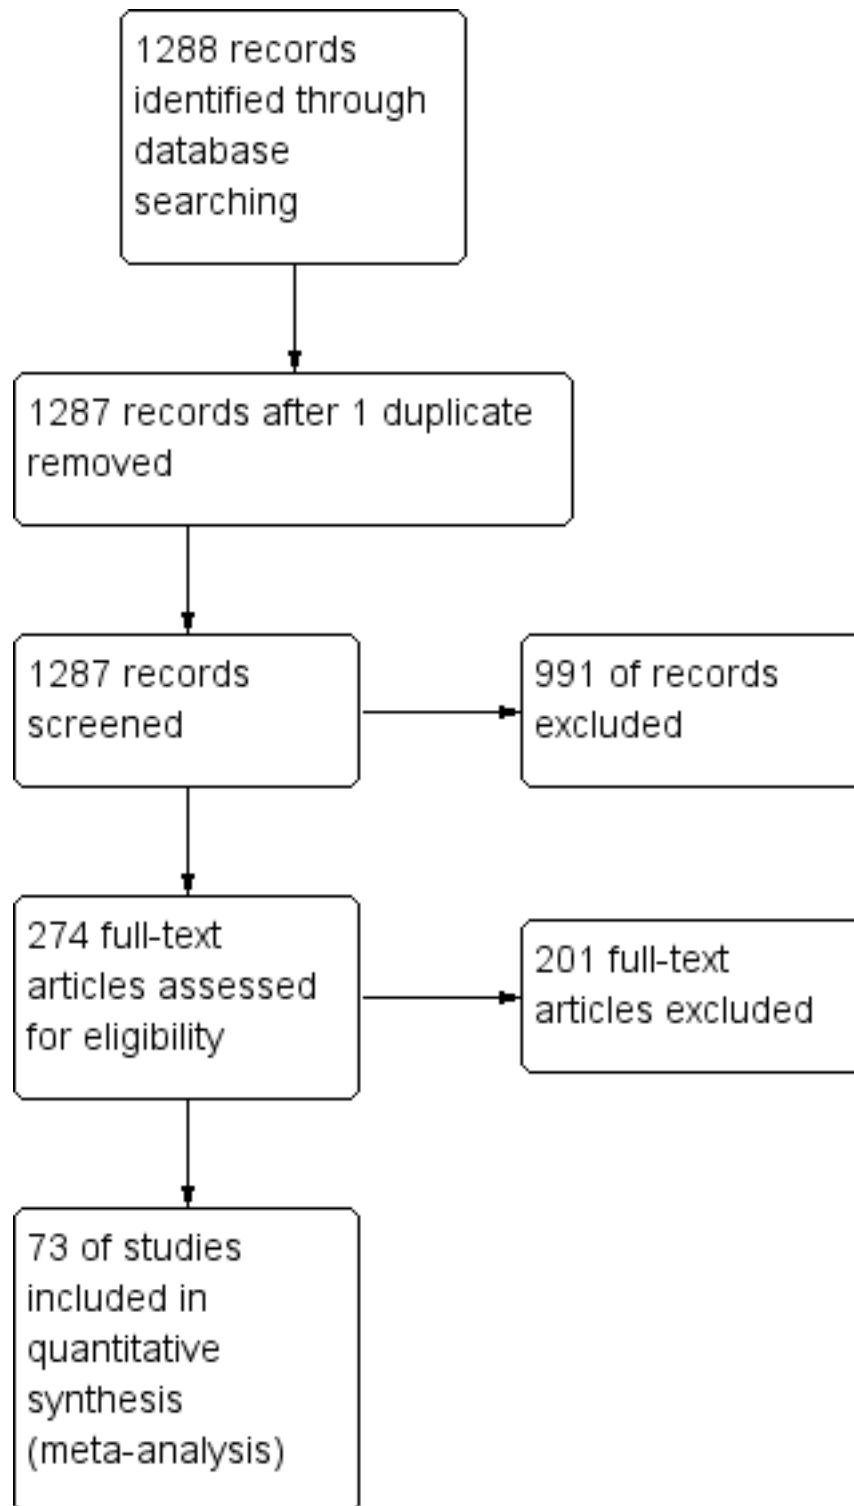 1288 records
identified through
database
searching
1287 records after 1 duplicate
removed
1287 records
screened
991 of records
excluded
274 full-text
articles assessed
for eligibility
201 full-text
articles excluded
73 of studies
included in
quantitative
synthesis
(meta-analysis)